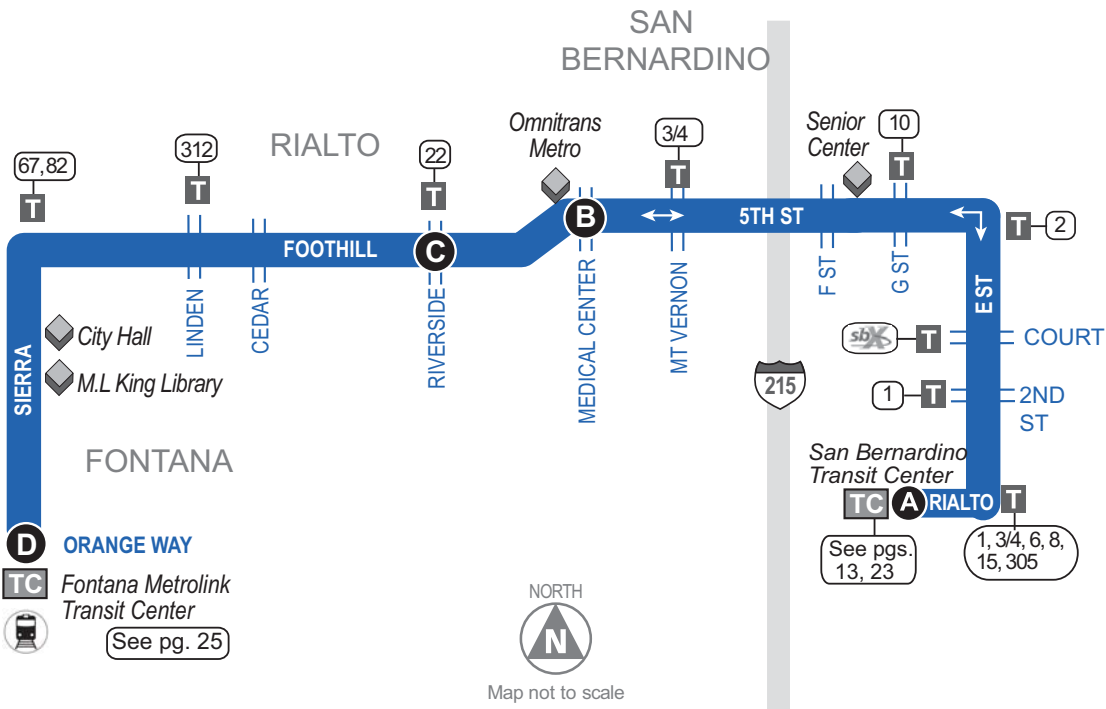 SAN
BERNARDINO
RIALTO
FONTANA
67,82
T
312
T
22
T
Omnitrans
Metro
3/4
T
Senior
Center
10
T
T
2
B
5TH ST
FOOTHILL
C
LINDEN
CEDAR
RIVERSIDE
MEDICAL CENTER
MT VERNON
F ST
G ST
E ST
SIERRA
City Hall
M.L King Library
215
sbX
T
COURT
1
T
2ND
ST
San Bernardino
Transit Center
TC
A
RIALTO
T
See pgs.
13, 23
1, 3/4, 6, 8,
15, 305
D
ORANGE WAY
TC
Fontana Metrolink
Transit Center
See pg. 25
NORTH
N
Map not to scale